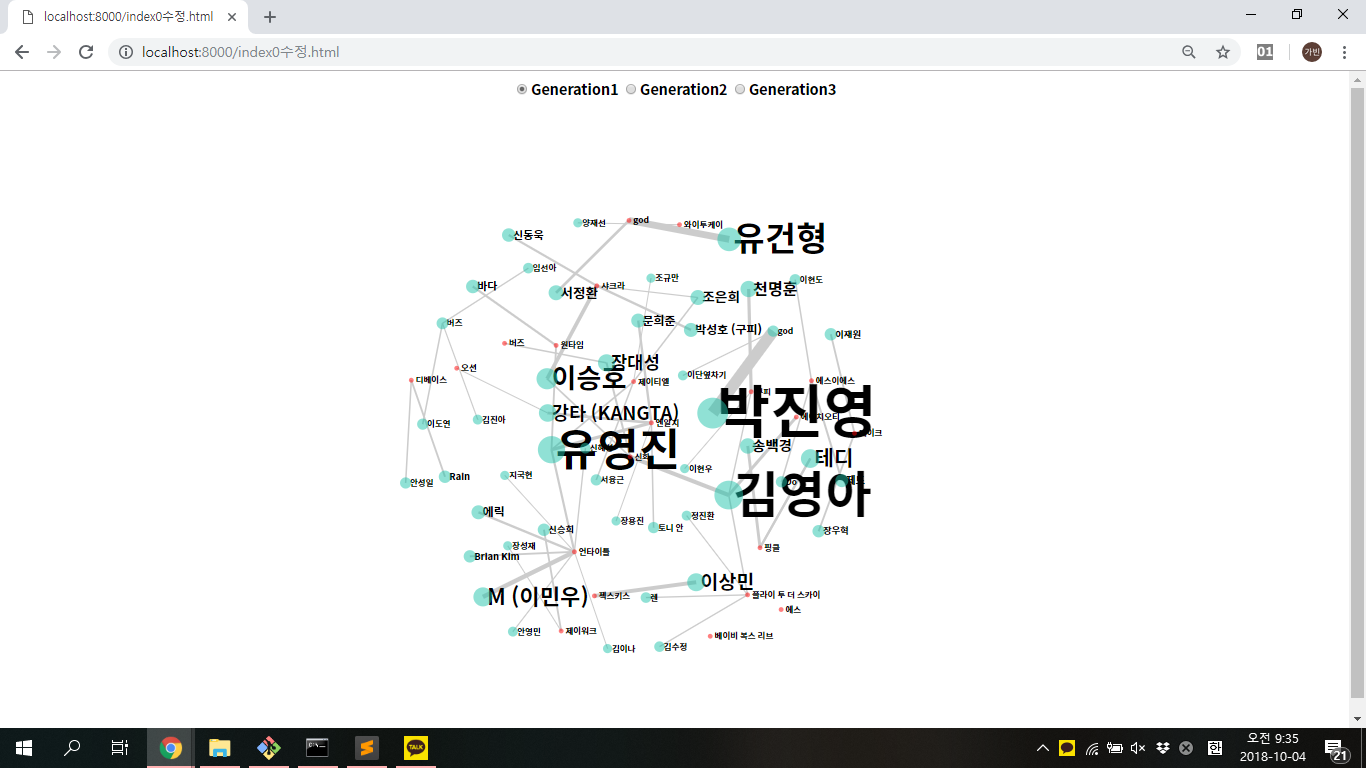 localhost:8000/index0수정.html
localhost:8000/index0수정.html
01
가빈
Generation1 Generation2 Generation3
양재선
god
와이투케이
신동욱
유건형
임선아
조규만
이현도
바다
서정환
샤크라
조은희
천명훈
버즈
문희준
박성호 (구피)
god
이재원
버즈
원타임
장대성
오션
이단옆차기
디베이스
이승호
제이티엘
에스이에스
박진영
강타 (KANGTA)
김진아
이도연
유영진
신화
송백경
테디
이현우
안성일
Rain
지국현
서용근
김영아
에릭
장용진
토니 안
정진환
신승희
장우혁
장성재
Brian Kim
언타이틀
핑클
이상민
M (이민우)
젝스키스
렌
플라이 투 더 스카이
에스
안영민
제이워크
베이비 복스 리브
김이나
김수정
TALK
한
오전 9:35
2018-10-04
21